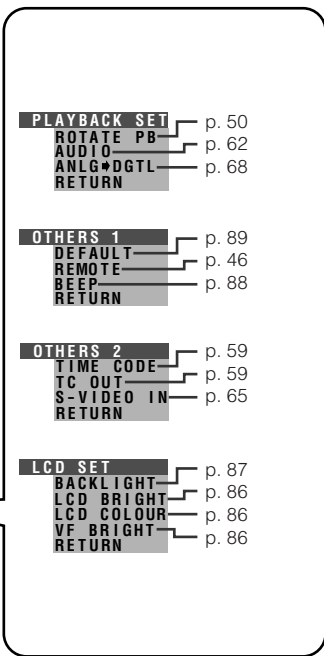 PLAYBACK SET
ROTATE PB p. 50
AUDIO p. 62
ANLG➧DGTL p. 68
RETURN
OTHERS 1
DEFAULT p. 89
REMOTE p. 46
BEEP p. 88
RETURN
OTHERS 2
TIME CODE p. 59
TC OUT p. 59
S-VIDEO IN p. 65
RETURN
LCD SET
BACKLIGHT p. 87
LCD BRIGHT p. 86
LCD COLOUR p. 86
VF BRIGHT p. 86
RETURN